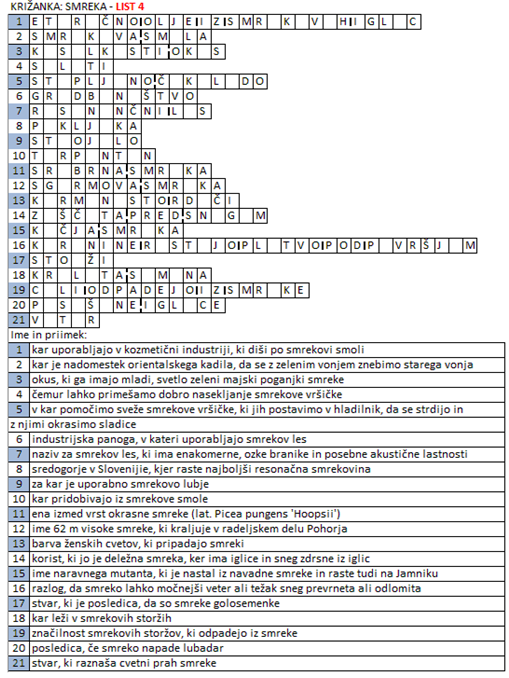 KRIŽANKA: SMREKA - LIST 4
1 E T R Č N O O L J E I Z S M R K V H I G L C
2 S M R K V A S M L A
3 K S L K S T I O K S
4 S L T I
5 S T P L J N O Č K L D O
6 G R D B N Š T V O
7 R S N N Č N I L S
8 P K L J K A
9 S T O J L O
10 T R P N T N
11 S R B R N A S M R K A
12 S G R M O V A S M R K A
13 K R M N S T O R D Č I
14 Z Š Č T A P R E D S N G M
15 K Č J A S M R K A
16 K R N I N E R S T J O P L T V O P O D P V R Š J M
17 S T O Ž I
18 K R L T A S M N A
19 C L I O D P A D E J O I Z S M R K E
20 P S Š N E I G L C E
21 V T R
Ime in priimek:
1 kar uporabljajo v kozmetični industriji, ki diši po smrekovi smoli
2 kar je nadomestek orientalskega kadila, da se z zelenim vonjem znebimo starega vonja
3 okus, ki ga imajo mladi, svetlo zeleni majski poganjki smreke
4 čemur lahko primešamo dobro nasekljanje smrekove vršičke
5 v kar pomočimo sveže smrekove vršičke, ki jih postavimo v hladilnik, da se strdijo in
z njimi okrasimo sladice
6 industrijska panoga, v kateri uporabljajo smrekov les
7 naziv za smrekov les, ki ima enakomerne, ozke branike in posebne akustične lastnosti
8 sredogorje v Slovenijie, kjer raste najboljši resonačna smrekovina
9 za kar je uporabno smrekovo lubje
10 kar pridobivajo iz smrekove smole
11 ena izmed vrst okrasne smreke (lat. Picea pungens 'Hoopsii')
12 ime 62 m visoke smreke, ki kraljuje v radeljskem delu Pohorja
13 barva ženskih cvetov, ki pripadajo smreki
14 korist, ki jo je deležna smreka, ker ima iglice in sneg zdrsne iz iglic
15 ime naravnega mutanta, ki je nastal iz navadne smreke in raste tudi na Jamniku
16 razlog, da smreko lahko močnejši veter ali težak sneg prevrneta ali odlomita
17 stvar, ki je posledica, da so smreke golosemenke
18 kar leži v smrekovih storžih
19 značilnost smrekovih storžov, ki odpadejo iz smreke
20 posledica, če smreko napade lubadar
21 stvar, ki raznaša cvetni prah smreke